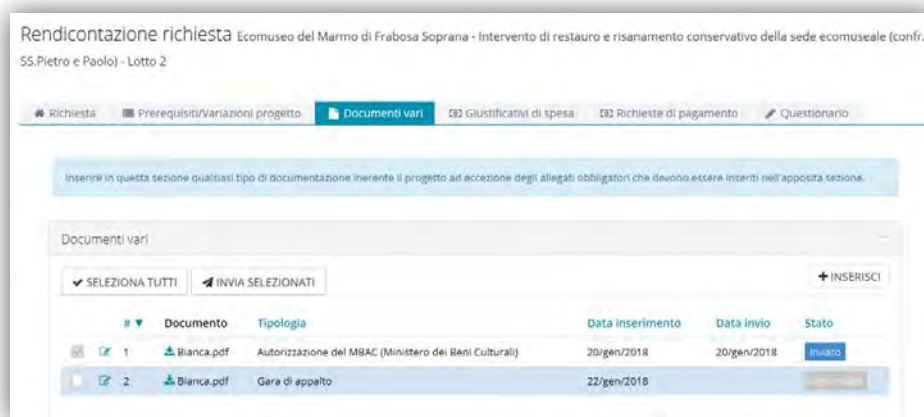 Rendicontazione richiesta Ecomuseo del Marmo di Frabosa Soprana - Intervento di restauro e risanamento conservativo della sede ecomuseale (confr.
SS.Pietro e Paolo) - Lotto 2
Richiesta Prerequisiti/Variazioni progetto Documenti vari Giustificativi di spesa Richieste di pagamento Questionario
Inserire in questa sezione qualsiasi tipo di documentazione inerente il progetto ad eccezione degli allegati obbligatori che devono essere inseriti nell'apposita sezione.
Documenti vari
SELEZIONA TUTTI INVIA SELEZIONATI INSERISCI
# Documento Tipologia Data inserimento Data invio Stato
1 Bianca.pdf Autorizzazione del MBAC (Ministero dei Beni Culturali) 20/gen/2018 20/gen/2018 Inviato
2 Bianca.pdf Gara di appalto 22/gen/2018